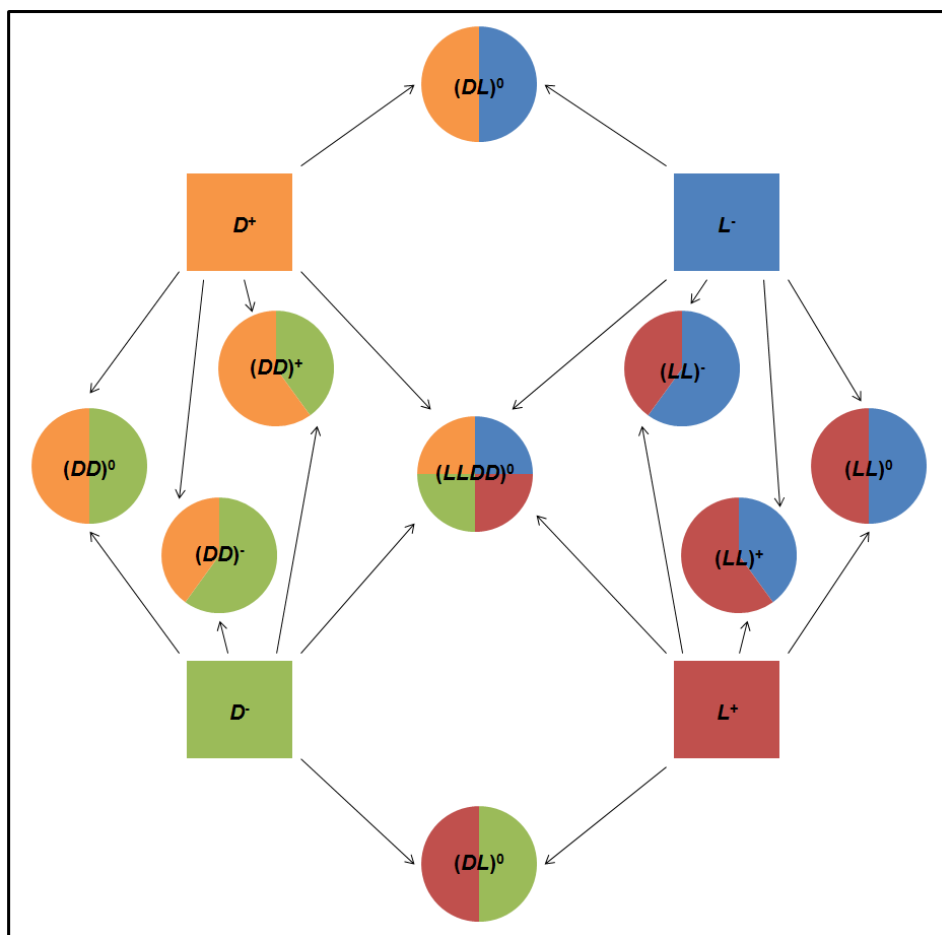 (DL)⁰
D⁺
L⁻
(DD)⁺
(LL)⁻
(DD)⁰
(LLDD)⁰
(LL)⁰
(DD)⁻
(LL)⁺
D⁻
L⁺
(DL)⁰